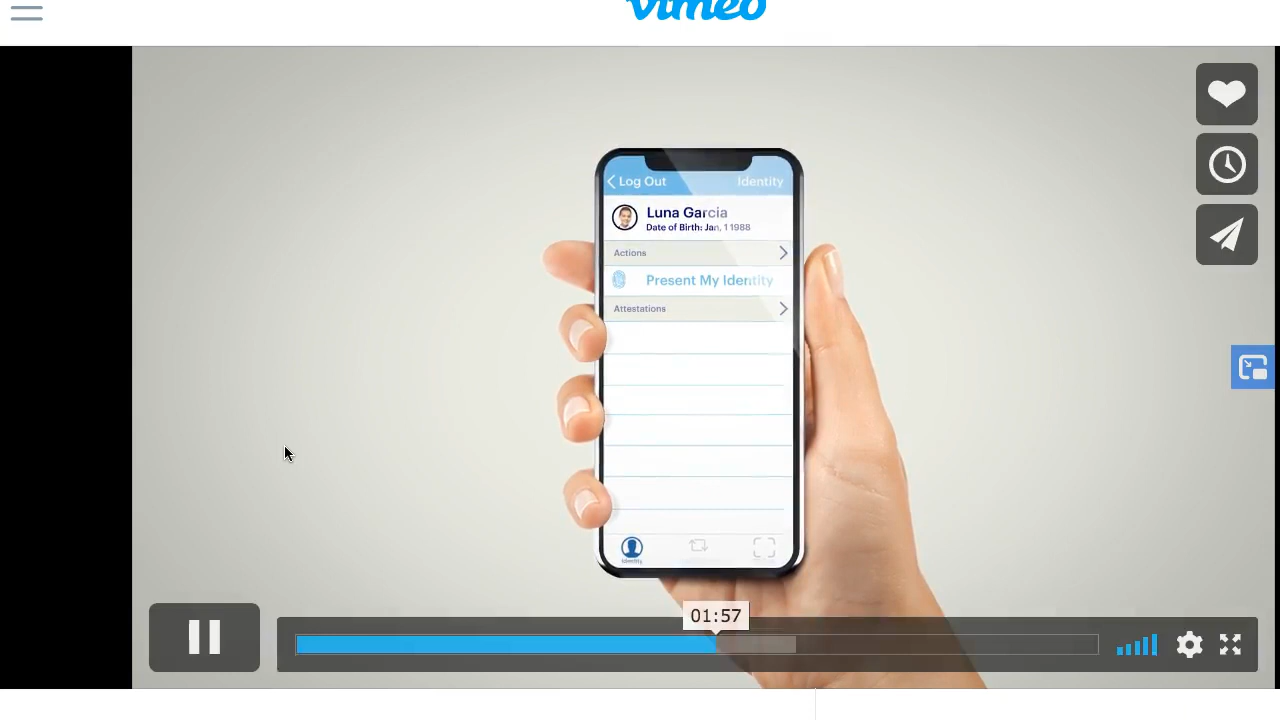 vimeo
Log Out
Identity
Luna Garcia
Date of Birth: Jan, 1 1988
Actions
Present My Identity
Attestations
Identity
01:57